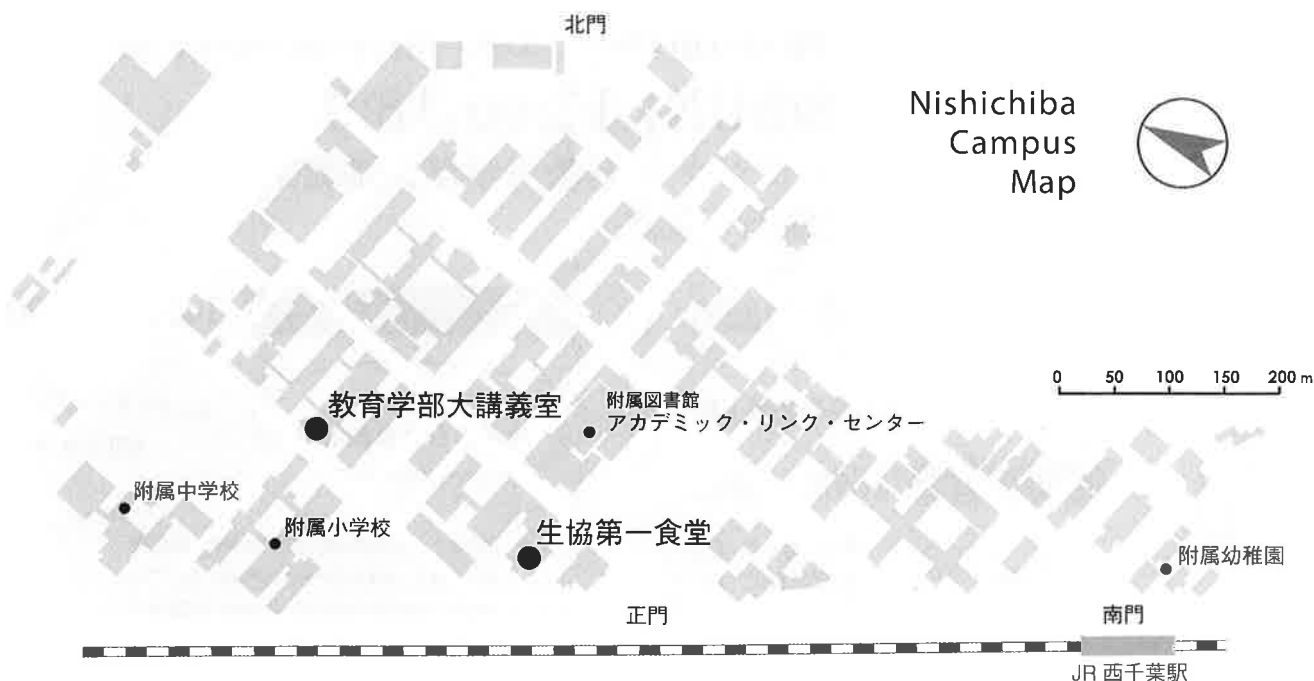 北門
Nishichiba
Campus
Map
0 50 100 150 200 m
教育学部大講義室
附属図書館
アカデミック・リンク・センター
附属中学校
附属小学校
生協第一食堂
附属幼稚園
正門
南門
JR 西千葉駅